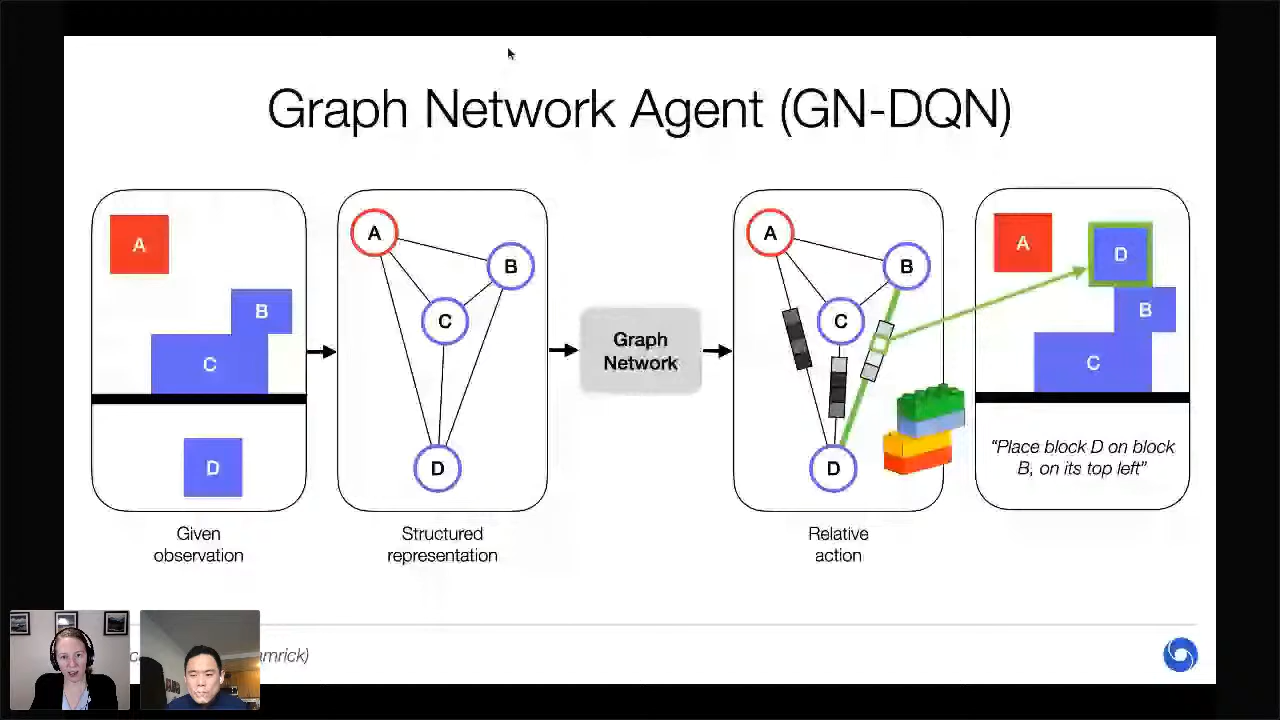 Graph Network Agent (GN-DQN)
A
B
C
D
Given
observation
A
B
C
D
Structured
representation
Graph
Network
A
B
C
D
Relative
action
A
D
B
C
"Place block D on block
B, on its top left"
amrick)